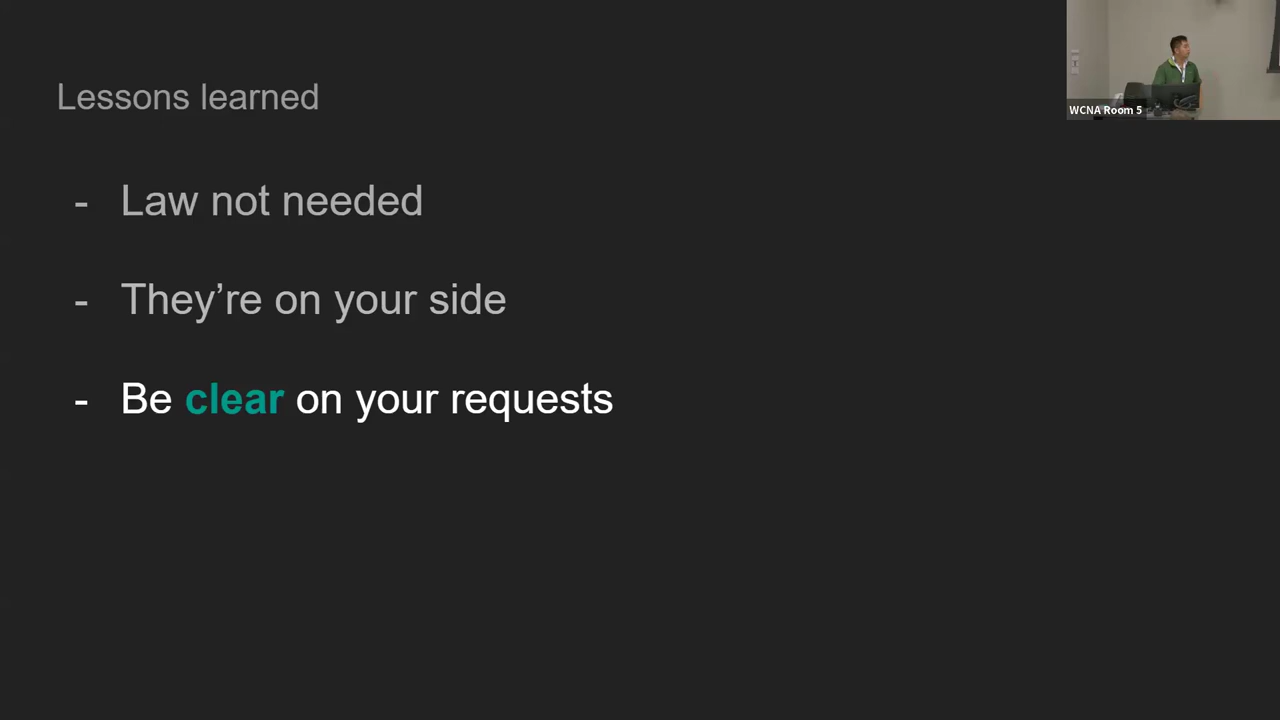 WCNA Room 5
Lessons learned
- Law not needed
- They’re on your side
- Be clear on your requests